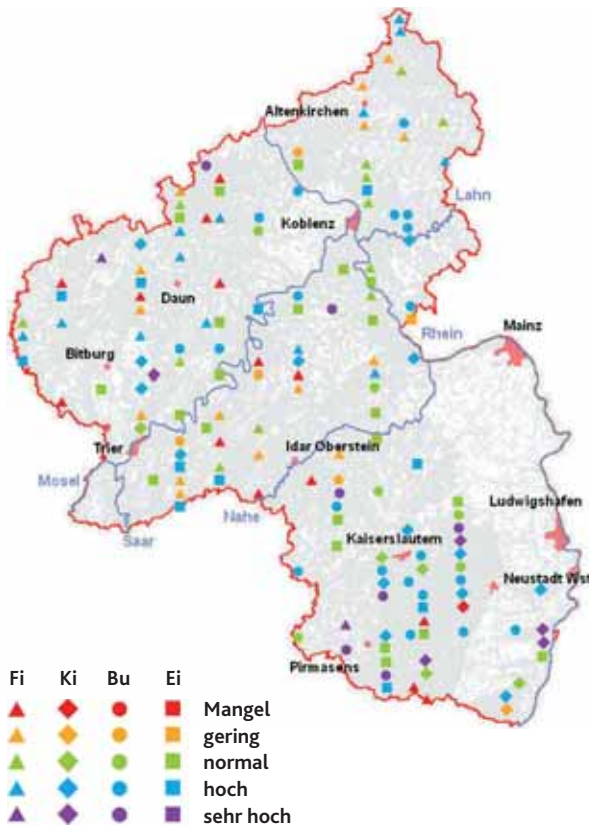 Altenkirchen
Lahn
Koblenz
Daun
Rhein
Mainz
Bitburg
Trier
Idar Oberstein
Mosel
Ludwigshafen
Nahe
Saar
Kaiserslautern
Neustadt Wst
Pirmasens
Fi Ki Bu Ei
Mangel
gering
normal
hoch
sehr hoch